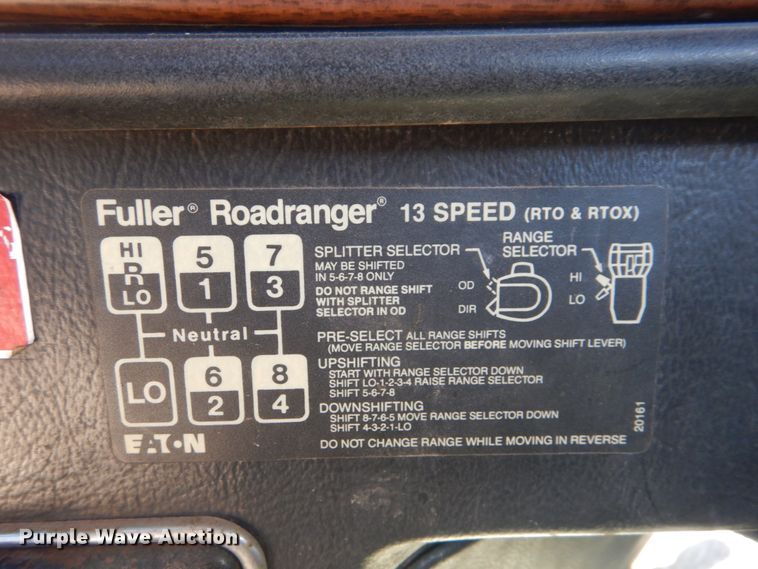 Fuller® Roadranger® 13 SPEED (RTO & RTOX)
HI
R
LO
5
1
7
3
Neutral
LO
6
2
8
4
SPLITTER SELECTOR
MAY BE SHIFTED
IN 5-6-7-8 ONLY
DO NOT RANGE SHIFT
WITH SPLITTER
SELECTOR IN OD
OD
DIR
RANGE
SELECTOR
HI
LO
PRE-SELECT ALL RANGE SHIFTS
(MOVE RANGE SELECTOR BEFORE MOVING SHIFT LEVER)
UPSHIFTING
START WITH RANGE SELECTOR DOWN
SHIFT LO-1-2-3-4 RAISE RANGE SELECTOR
SHIFT 5-6-7-8
DOWNSHIFTING
SHIFT 8-7-6-5 MOVE RANGE SELECTOR DOWN
SHIFT 4-3-2-1-LO
DO NOT CHANGE RANGE WHILE MOVING IN REVERSE
20161
EATON
Purple Wave Auction
Purple Wave Auction